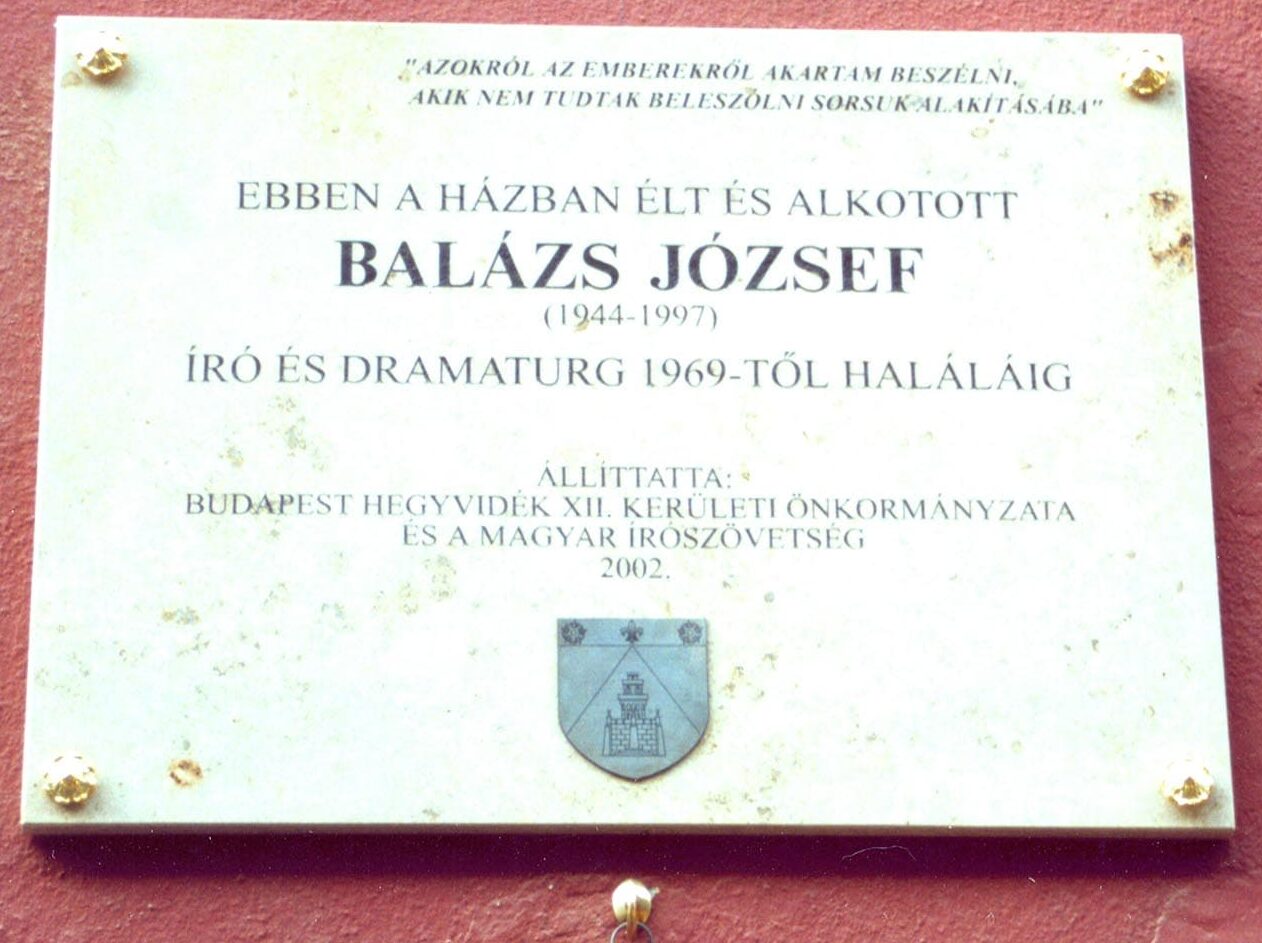 "AZOKRÓL AZ EMBEREKRŐL AKARTAM BESZÉLNI,
AKIK NEM TUDTAK BELESZÓLNI SORSUK ALAKÍTÁSÁBA"
EBBEN A HÁZBAN ÉLT ÉS ALKOTOTT
BALÁZS JÓZSEF
(1944-1997)
ÍRÓ ÉS DRAMATURG 1969-TŐL HALÁLÁIG
ÁLLÍTTATTA:
BUDAPEST HEGYVIDÉK XII. KERÜLETI ÖNKORMÁNYZATA
ÉS A MAGYAR ÍRÓSZÖVETSÉG
2002.